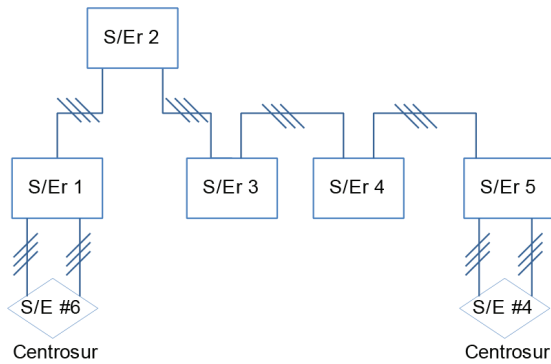 S/Er 2
S/Er 1
S/Er 3
S/Er 4
S/Er 5
S/E #6
S/E #4
Centrosur
Centrosur